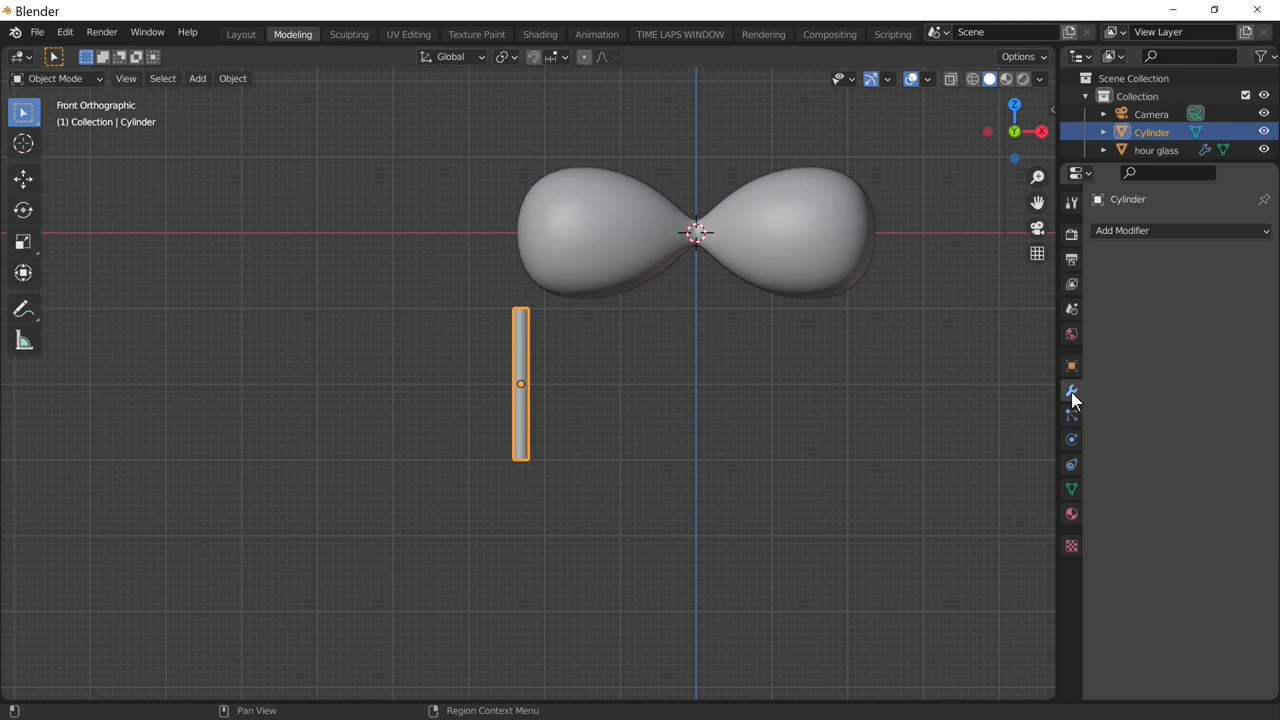 Blender
File Edit Render Window Help
Layout Modeling Sculpting UV Editing Texture Paint Shading Animation TIME LAPS WINDOW Rendering Compositing Scripting
Scene
View Layer
Global
Options
Object Mode View Select Add Object
Front Orthographic
(1) Collection | Cylinder
Z
Y
X
Scene Collection
Collection
Camera
Cylinder
hour glass
Cylinder
Add Modifier
Pan View
Region Context Menu